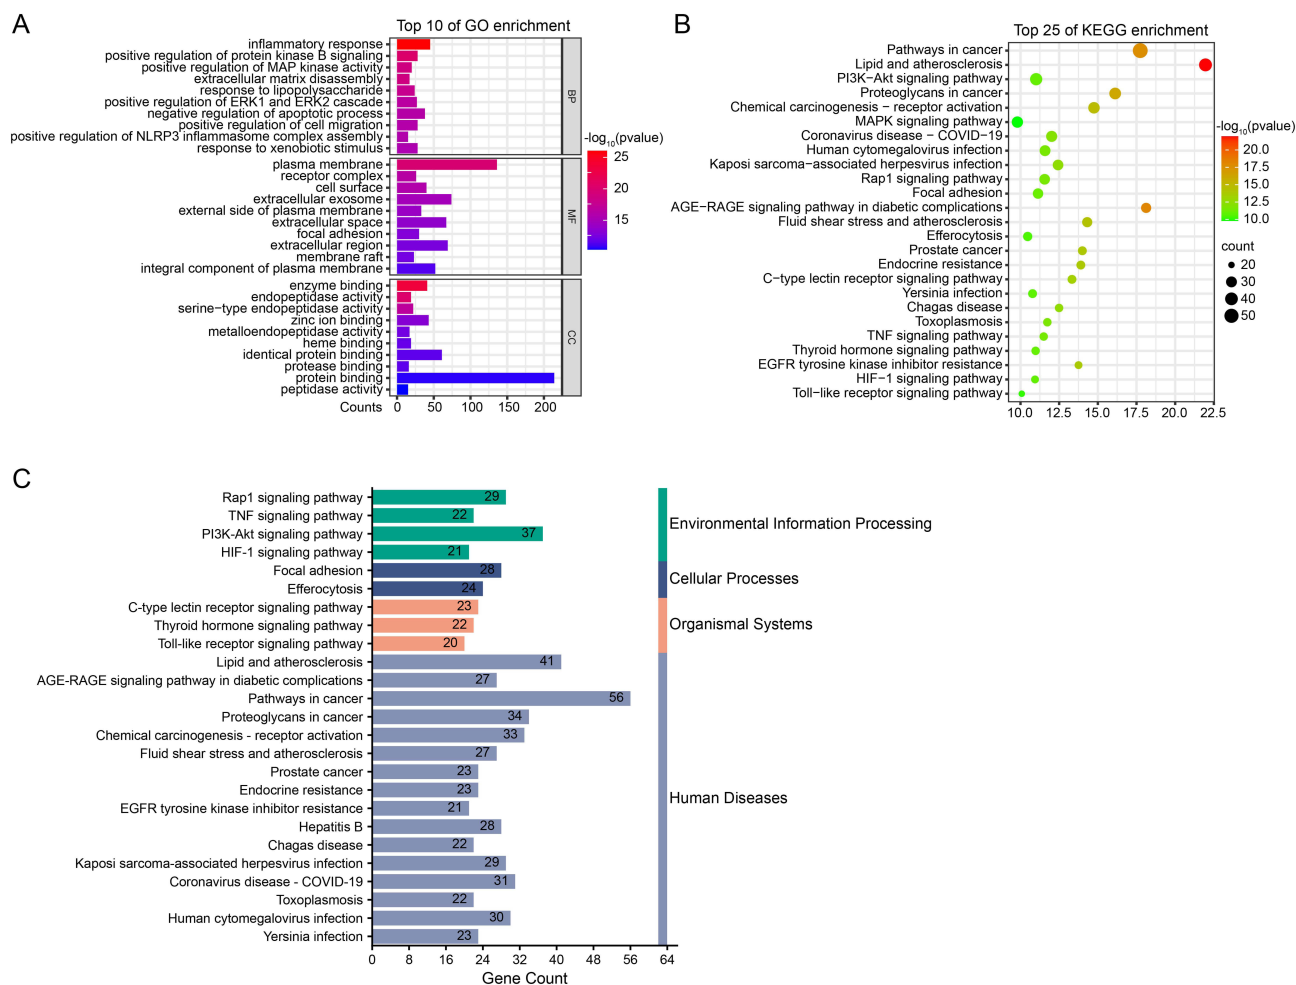 A
Top 10 of GO enrichment
inflammatory response
positive regulation of protein kinase B signaling
positive regulation of MAP kinase activity
extracellular matrix disassembly
response to lipopolysaccharide
positive regulation of ERK1 and ERK2 cascade
negative regulation of apoptotic process
positive regulation of cell migration
positive regulation of NLRP3 inflammasome complex assembly
response to xenobiotic stimulus
BP
plasma membrane
receptor complex
cell surface
extracellular exosome
external side of plasma membrane
extracellular space
focal adhesion
extracellular region
membrane raft
integral component of plasma membrane
MF
enzyme binding
endopeptidase activity
serine-type endopeptidase activity
zinc ion binding
metalloendopeptidase activity
heme binding
identical protein binding
protease binding
protein binding
peptidase activity
CC
Counts
0 50 100 150 200
-log10(pvalue)
25
20
15
B
Top 25 of KEGG enrichment
Pathways in cancer
Lipid and atherosclerosis
PI3K−Akt signaling pathway
Proteoglycans in cancer
Chemical carcinogenesis − receptor activation
MAPK signaling pathway
Coronavirus disease − COVID−19
Human cytomegalovirus infection
Kaposi sarcoma−associated herpesvirus infection
Rap1 signaling pathway
Focal adhesion
AGE−RAGE signaling pathway in diabetic complications
Fluid shear stress and atherosclerosis
Efferocytosis
Prostate cancer
Endocrine resistance
C−type lectin receptor signaling pathway
Yersinia infection
Chagas disease
Toxoplasmosis
TNF signaling pathway
Thyroid hormone signaling pathway
EGFR tyrosine kinase inhibitor resistance
HIF−1 signaling pathway
Toll−like receptor signaling pathway
10.0 12.5 15.0 17.5 20.0 22.5
-log10(pvalue)
20.0
17.5
15.0
12.5
10.0
count
20
30
40
50
C
Rap1 signaling pathway 29
TNF signaling pathway 22
PI3K-Akt signaling pathway 37
HIF-1 signaling pathway 21
Environmental Information Processing
Focal adhesion 28
Efferocytosis 24
Cellular Processes
C-type lectin receptor signaling pathway 23
Thyroid hormone signaling pathway 22
Toll-like receptor signaling pathway 20
Organismal Systems
Lipid and atherosclerosis 41
AGE-RAGE signaling pathway in diabetic complications 27
Pathways in cancer 56
Proteoglycans in cancer 34
Chemical carcinogenesis - receptor activation 33
Fluid shear stress and atherosclerosis 27
Prostate cancer 23
Endocrine resistance 23
EGFR tyrosine kinase inhibitor resistance 21
Hepatitis B 28
Chagas disease 22
Kaposi sarcoma-associated herpesvirus infection 29
Coronavirus disease - COVID-19 31
Toxoplasmosis 22
Human cytomegalovirus infection 30
Yersinia infection 23
Human Diseases
0 8 16 24 32 40 48 56 64
Gene Count